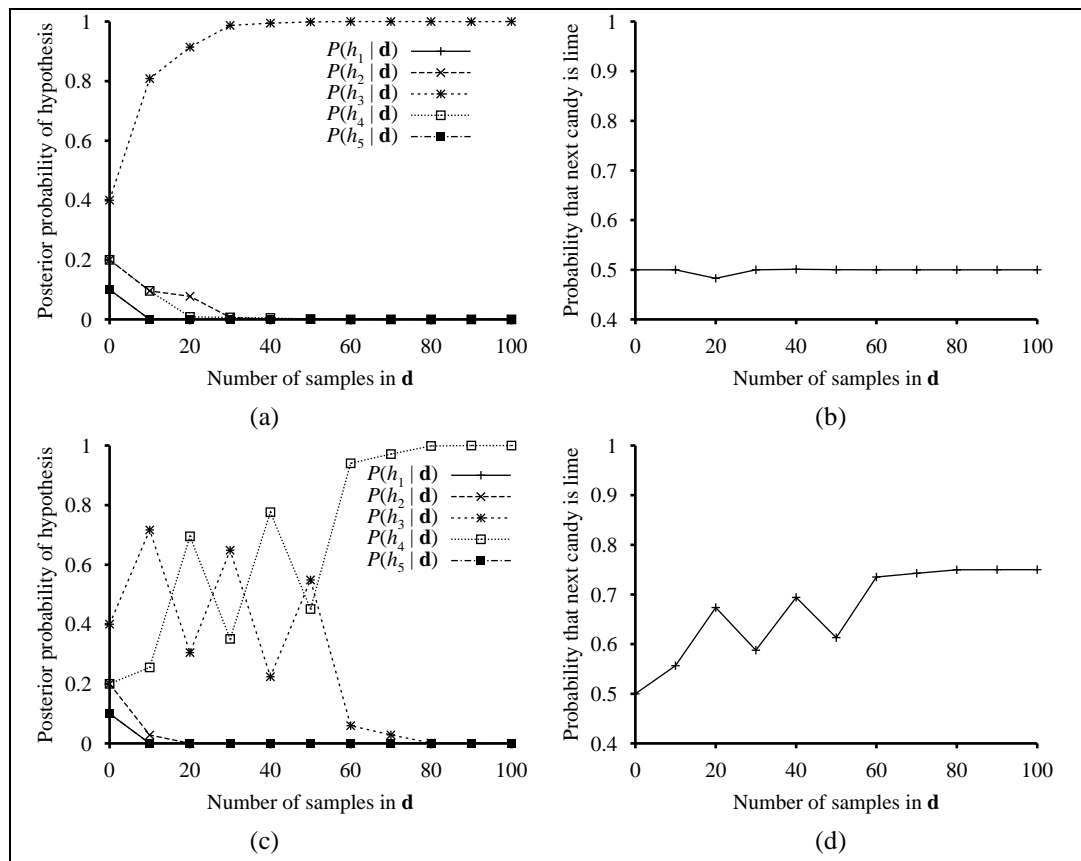 Posterior probability of hypothesis
1
0.8
0.6
0.4
0.2
0
P(h1 | d)
P(h2 | d)
P(h3 | d)
P(h4 | d)
P(h5 | d)
0 20 40 60 80 100
Number of samples in d
(a)
Probability that next candy is lime
1
0.9
0.8
0.7
0.6
0.5
0.4
0 20 40 60 80 100
Number of samples in d
(b)
Posterior probability of hypothesis
1
0.8
0.6
0.4
0.2
0
P(h1 | d)
P(h2 | d)
P(h3 | d)
P(h4 | d)
P(h5 | d)
0 20 40 60 80 100
Number of samples in d
(c)
Probability that next candy is lime
1
0.9
0.8
0.7
0.6
0.5
0.4
0 20 40 60 80 100
Number of samples in d
(d)